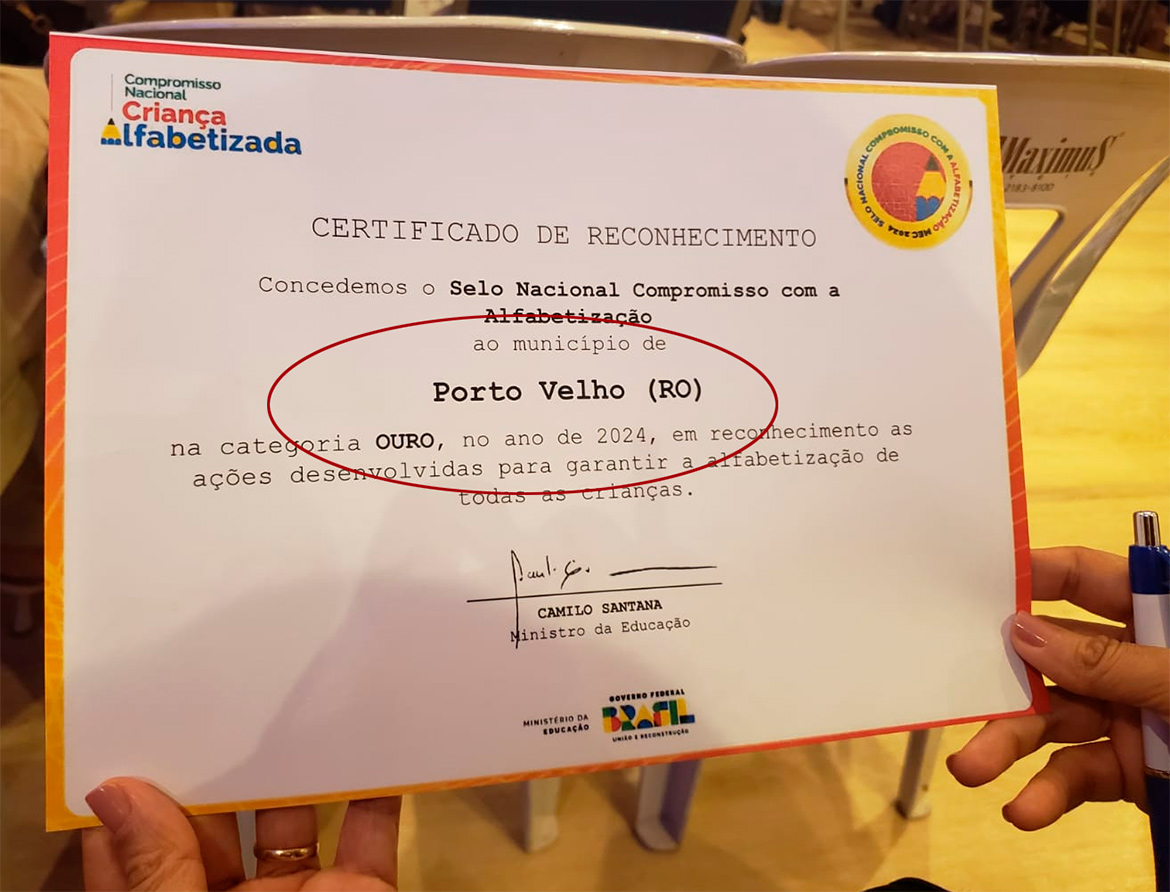 Compromisso
Nacional
Criança
Alfabetizada
SELO NACIONAL COMPROMISSO COM A ALFABETIZAÇÃO MEC 2024
CERTIFICADO DE RECONHECIMENTO
Concedemos o Selo Nacional Compromisso com a
Alfabetização
ao município de
Porto Velho (RO)
na categoria OURO, no ano de 2024, em reconhecimento as
ações desenvolvidas para garantir a alfabetização de
todas as crianças.
CAMILO SANTANA
Ministro da Educação
MINISTÉRIO DA
EDUCAÇÃO
GOVERNO FEDERAL
BRASIL
UNIÃO E RECONSTRUÇÃO
MaximuS
2183-8100